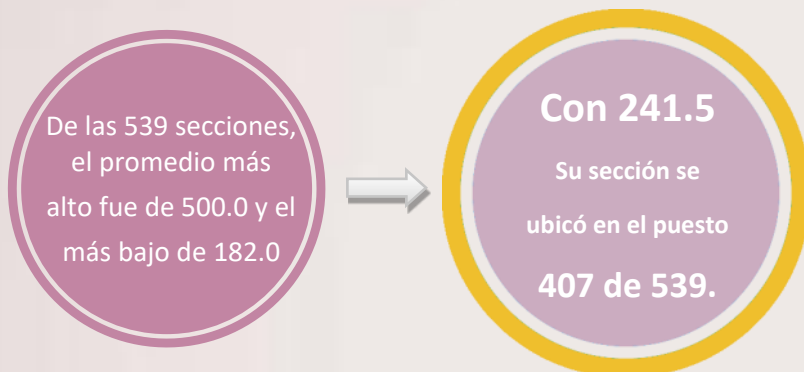 De las 539 secciones,
el promedio más
alto fue de 500.0 y el
más bajo de 182.0
Con 241.5
Su sección se
ubicó en el puesto
407 de 539.